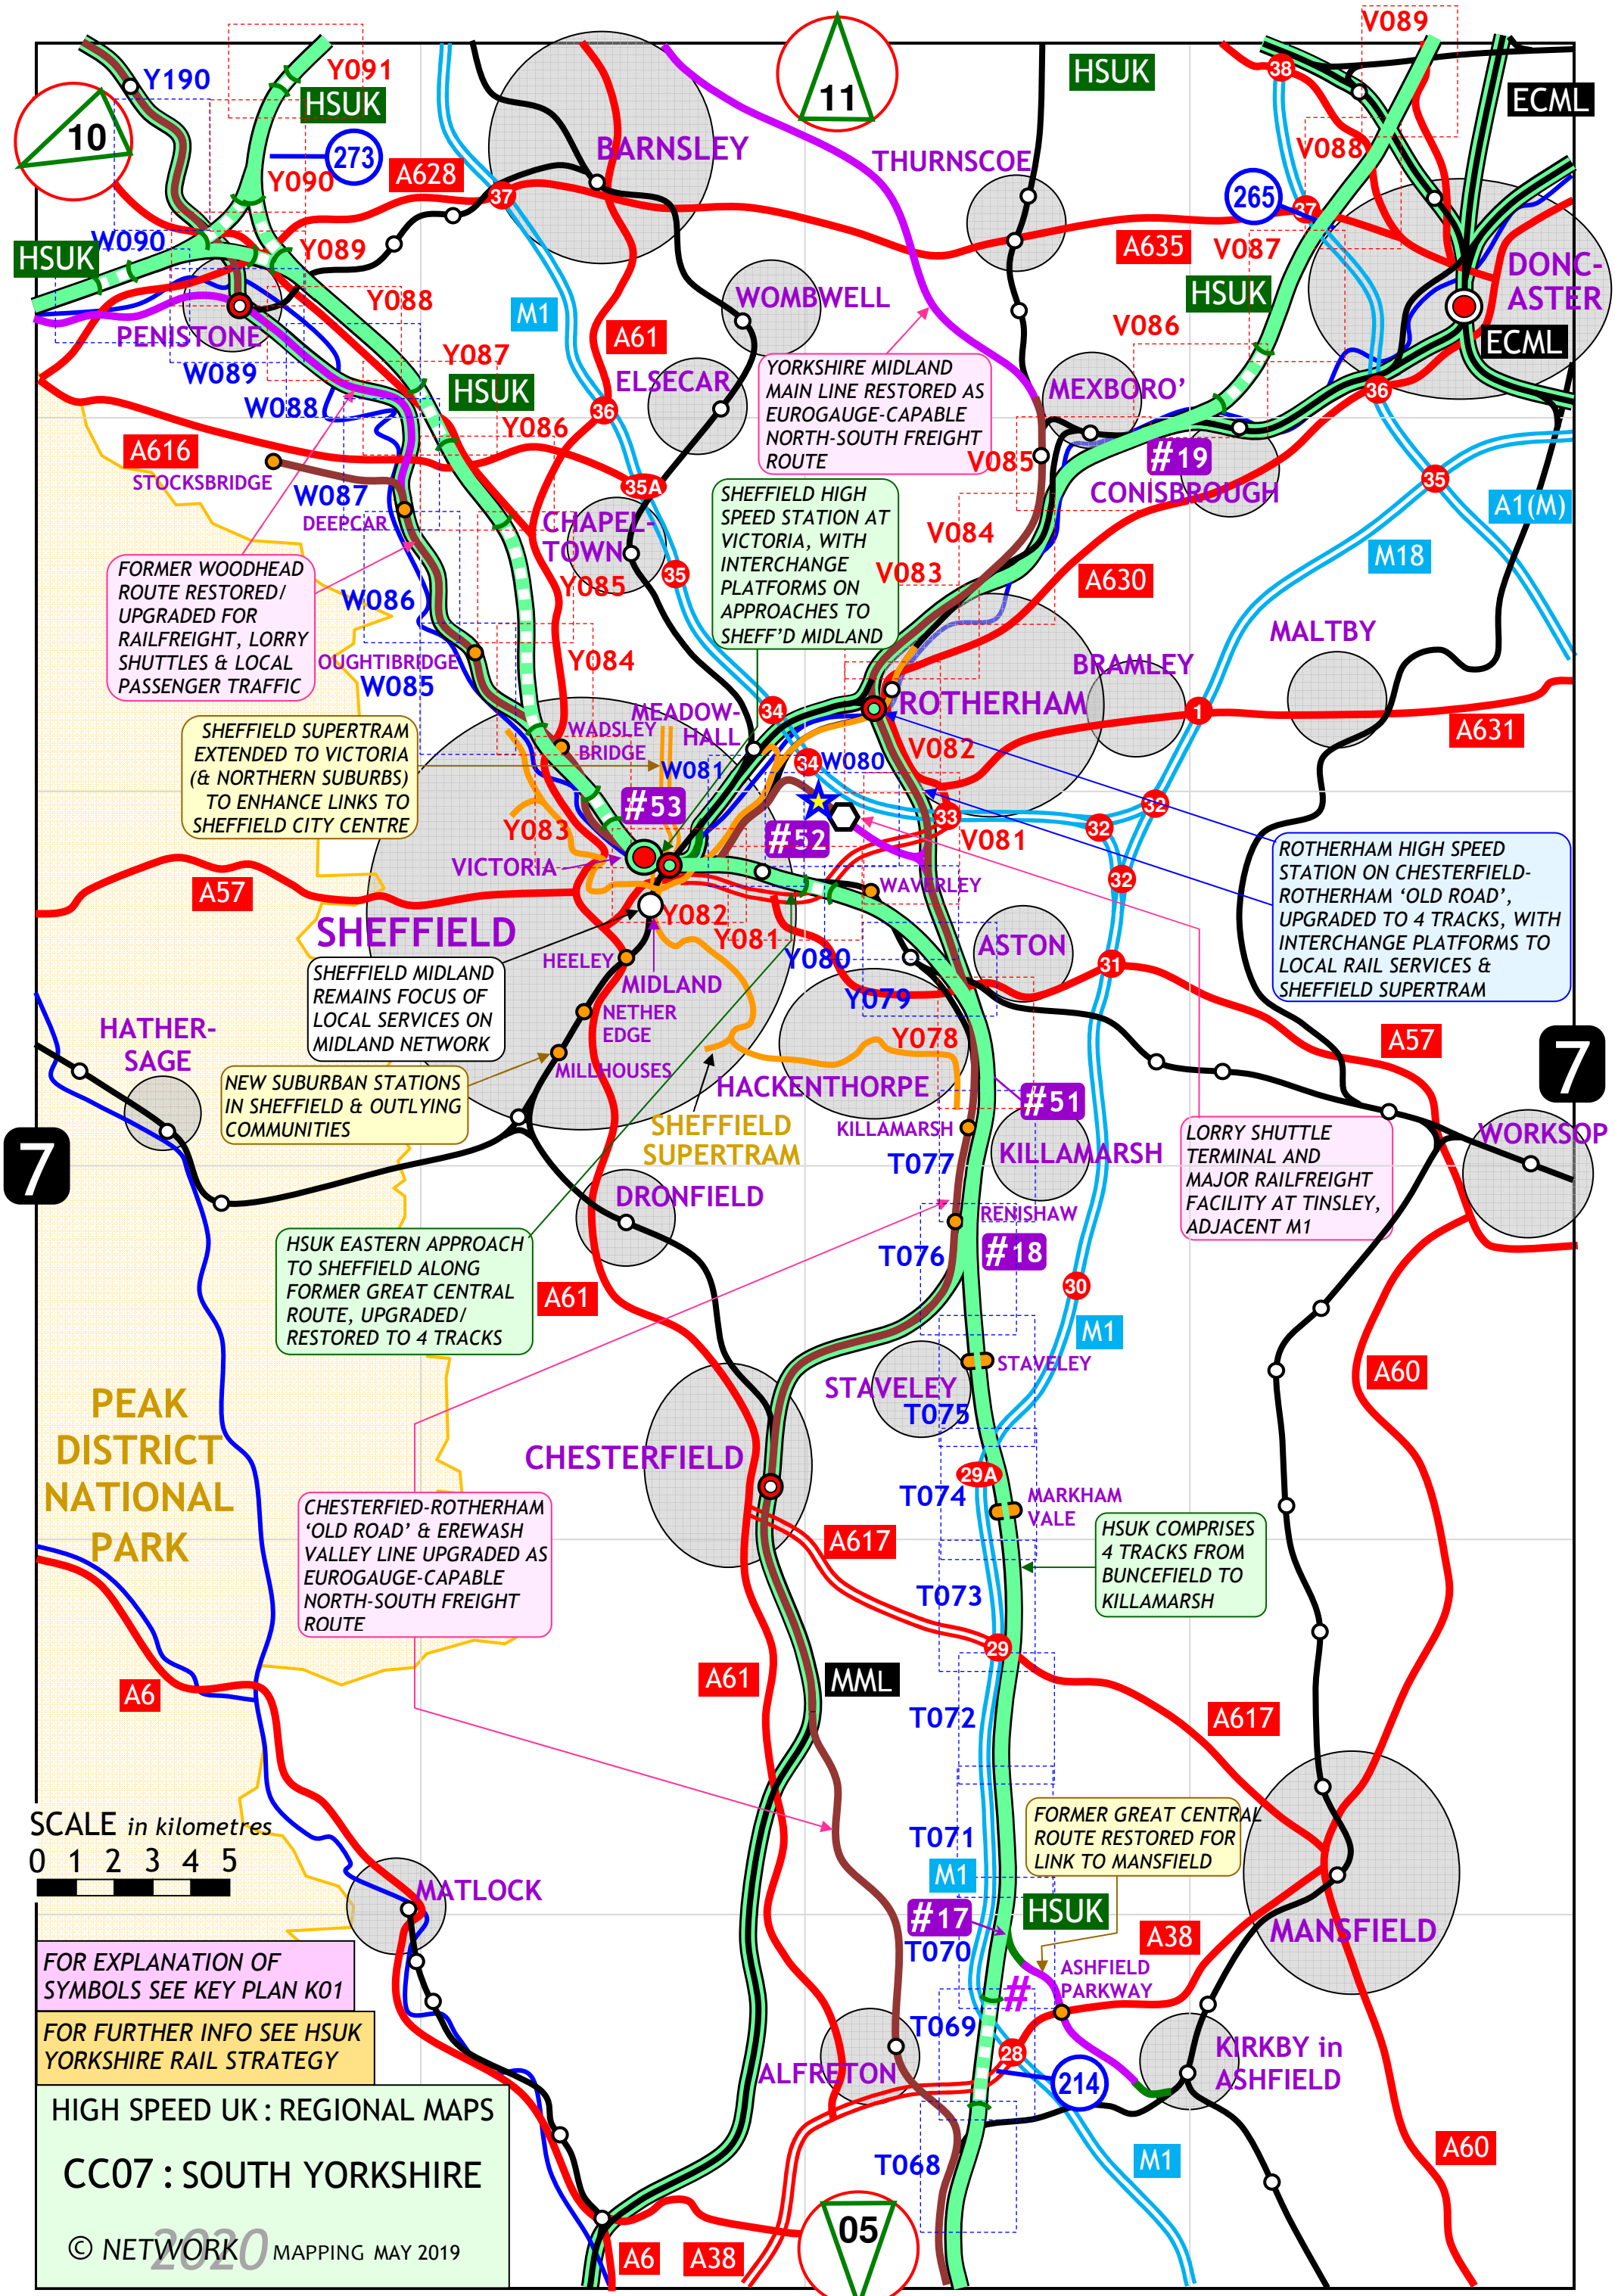 V089
Y190
Y091
HSUK
38
HSUK
10
11
ECML
273
BARNSLEY
THURNSCOE
V088
Y090
A628
37
265
37
W090
Y089
A635
V087
HSUK
HSUK
DONC-
ASTER
Y088
M1
WOMBWELL
PENISTONE
A61
V086
ECML
W089
Y087
HSUK
ELSECAR
YORKSHIRE MIDLAND
MAIN LINE RESTORED AS
EUROGAUGE-CAPABLE
NORTH-SOUTH FREIGHT
ROUTE
MEXBORO’
36
W088
36
Y086
A616
STOCKSBRIDGE
V085
#19
35A
W087
DEEPCAR
CONISBROUGH
35
A1(M)
CHAPEL-
TOWN
SHEFFIELD HIGH
SPEED STATION AT
VICTORIA, WITH
INTERCHANGE
PLATFORMS ON
APPROACHES TO
SHEFF’D MIDLAND
V084
M18
FORMER WOODHEAD
ROUTE RESTORED/
UPGRADED FOR
RAILFREIGHT, LORRY
SHUTTLES & LOCAL
PASSENGER TRAFFIC
35
Y085
V083
A630
W086
MALTBY
OUGHTIBRIDGE
Y084
W085
BRAMLEY
ROTHERHAM
34
1
A631
SHEFFIELD SUPERTRAM
EXTENDED TO VICTORIA
(& NORTHERN SUBURBS)
TO ENHANCE LINKS TO
SHEFFIELD CITY CENTRE
WADSLEY
BRIDGE
MEADOW-
HALL
V082
34
W080
W081
#53
32
33
32
Y083
#52
V081
VICTORIA
ROTHERHAM HIGH SPEED
STATION ON CHESTERFIELD-
ROTHERHAM ‘OLD ROAD’,
UPGRADED TO 4 TRACKS, WITH
INTERCHANGE PLATFORMS TO
LOCAL RAIL SERVICES &
SHEFFIELD SUPERTRAM
A57
WAVERLEY
32
SHEFFIELD
Y082
Y081
ASTON
HEELEY
Y080
31
SHEFFIELD MIDLAND
REMAINS FOCUS OF
LOCAL SERVICES ON
MIDLAND NETWORK
MIDLAND
Y079
NETHER
EDGE
HATHER-
SAGE
Y078
A57
7
MILLHOUSES
NEW SUBURBAN STATIONS
IN SHEFFIELD & OUTLYING
COMMUNITIES
HACKENTHORPE
#51
SHEFFIELD
SUPERTRAM
KILLAMARSH
KILLAMARSH
LORRY SHUTTLE
TERMINAL AND
MAJOR RAILFREIGHT
FACILITY AT TINSLEY,
ADJACENT M1
WORKSOP
7
T077
DRONFIELD
RENISHAW
HSUK EASTERN APPROACH
TO SHEFFIELD ALONG
FORMER GREAT CENTRAL
ROUTE, UPGRADED/
RESTORED TO 4 TRACKS
T076
#18
A61
30
M1
STAVELEY
A60
STAVELEY
T075
PEAK
DISTRICT
NATIONAL
PARK
CHESTERFIELD
29A
T074
MARKHAM
VALE
CHESTERFIED-ROTHERHAM
‘OLD ROAD’ & EREWASH
VALLEY LINE UPGRADED AS
EUROGAUGE-CAPABLE
NORTH-SOUTH FREIGHT
ROUTE
A617
HSUK COMPRISES
4 TRACKS FROM
BUNCEFIELD TO
KILLAMARSH
T073
29
A6
A61
MML
T072
A617
SCALE in kilometres
0 1 2 3 4 5
FORMER GREAT CENTRAL
ROUTE RESTORED FOR
LINK TO MANSFIELD
T071
M1
MATLOCK
#17
HSUK
MANSFIELD
A38
T070
FOR EXPLANATION OF
SYMBOLS SEE KEY PLAN K01
ASHFIELD
PARKWAY
#
FOR FURTHER INFO SEE HSUK
YORKSHIRE RAIL STRATEGY
T069
28
KIRKBY in
ASHFIELD
ALFRETON
214
HIGH SPEED UK : REGIONAL MAPS
CC07 : SOUTH YORKSHIRE
© NETWORK 2020 MAPPING MAY 2019
T068
M1
A60
05
A6
A38